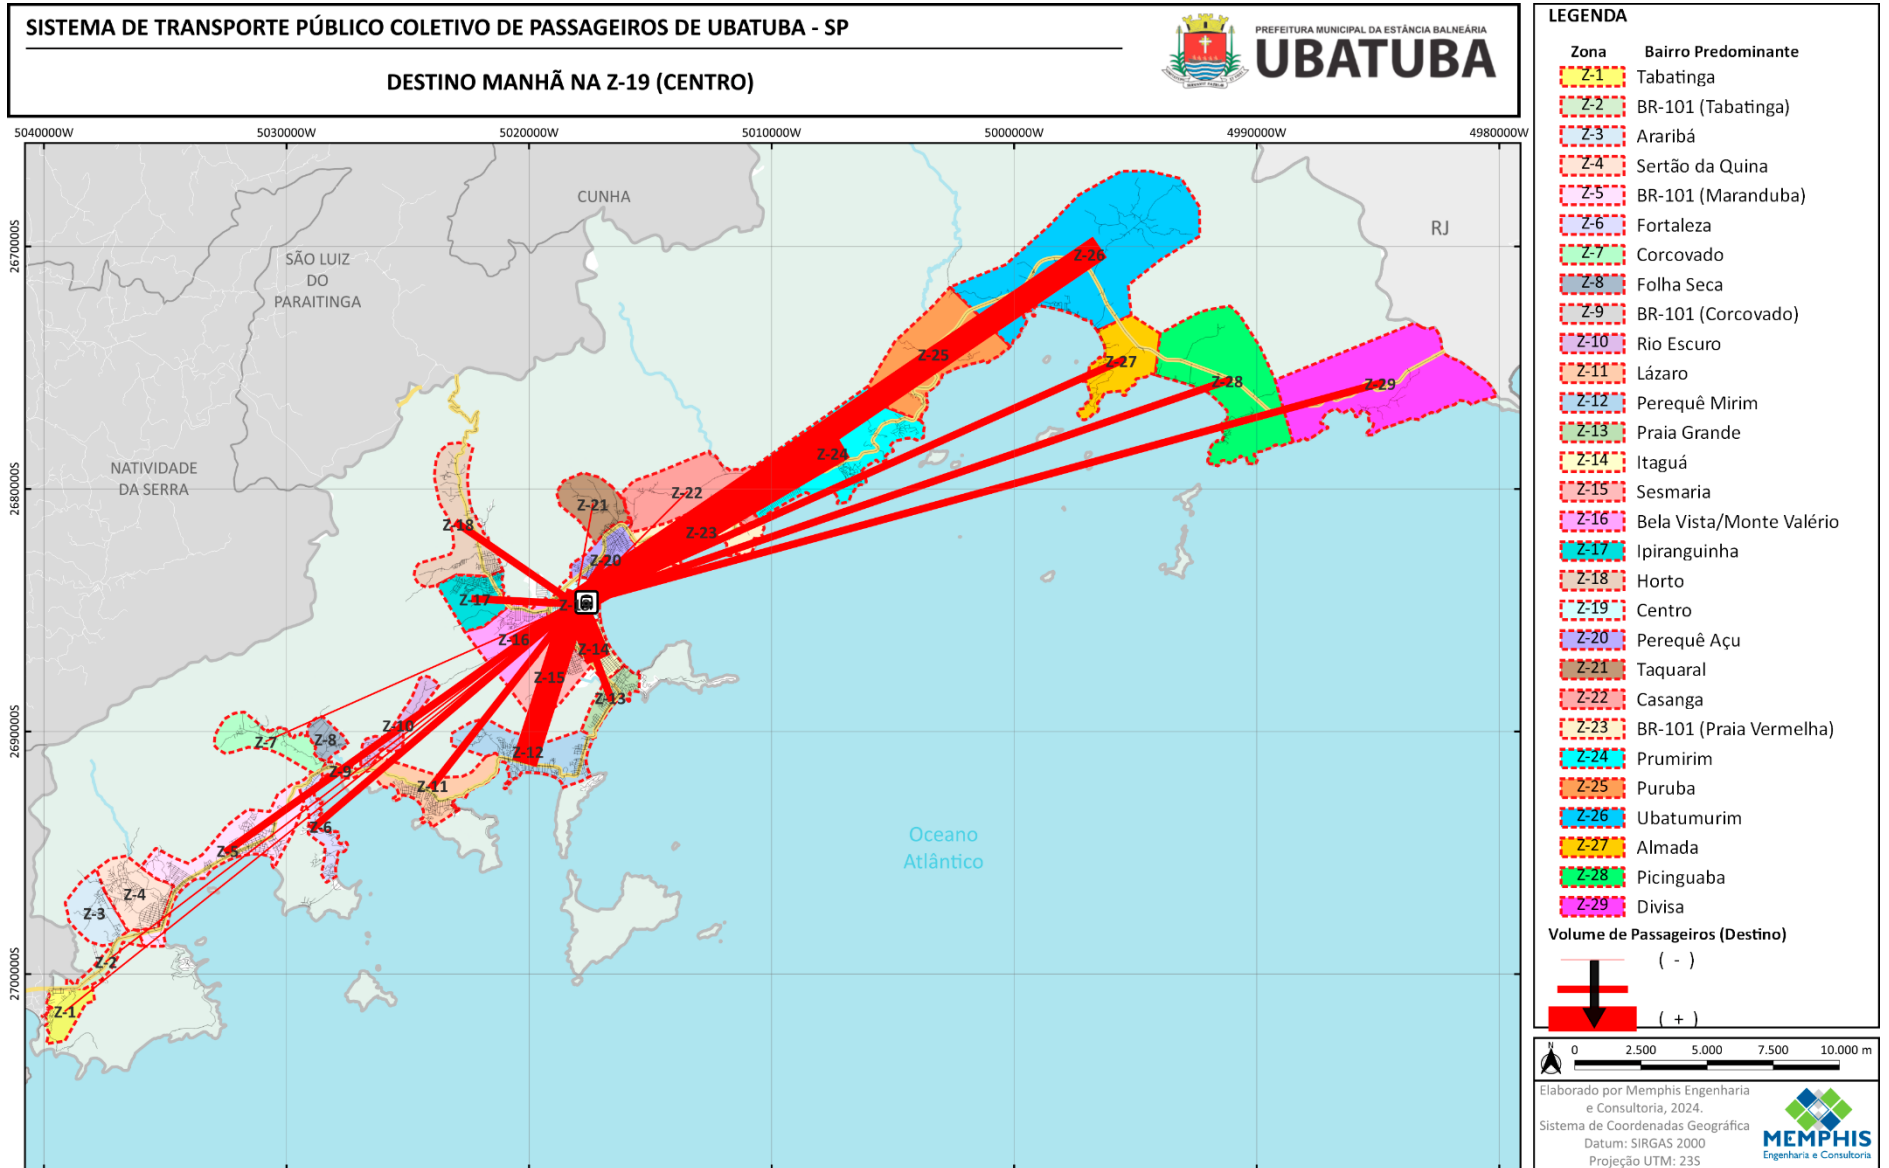 SISTEMA DE TRANSPORTE PÚBLICO COLETIVO DE PASSAGEIROS DE UBATUBA - SP
DESTINO MANHÃ NA Z-19 (CENTRO)
PREFEITURA MUNICIPAL DA ESTÂNCIA BALNEÁRIA
UBATUBA
5040000W 5030000W 5020000W 5010000W 5000000W 4990000W 4980000W
2670000S
2680000S
2690000S
2700000S
CUNHA
RJ
SÃO LUIZ
DO
PARAITINGA
NATIVIDADE
DA SERRA
Oceano
Atlântico
Z-26
Z-25
Z-27
Z-28
Z-29
Z-24
Z-22
Z-21
Z-23
Z-18
Z-20
Z-17
Z-16
Z-14
Z-15
Z-13
Z-10
Z-7
Z-8
Z-12
Z-9
Z-11
Z-6
Z-5
Z-4
Z-3
Z-2
Z-1
LEGENDA
Zona Bairro Predominante
Z-1 Tabatinga
Z-2 BR-101 (Tabatinga)
Z-3 Araribá
Z-4 Sertão da Quina
Z-5 BR-101 (Maranduba)
Z-6 Fortaleza
Z-7 Corcovado
Z-8 Folha Seca
Z-9 BR-101 (Corcovado)
Z-10 Rio Escuro
Z-11 Lázaro
Z-12 Perequê Mirim
Z-13 Praia Grande
Z-14 Itaguá
Z-15 Sesmaria
Z-16 Bela Vista/Monte Valério
Z-17 Ipiranguinha
Z-18 Horto
Z-19 Centro
Z-20 Perequê Açu
Z-21 Taquaral
Z-22 Casanga
Z-23 BR-101 (Praia Vermelha)
Z-24 Prumirim
Z-25 Puruba
Z-26 Ubatumurim
Z-27 Almada
Z-28 Picinguaba
Z-29 Divisa
Volume de Passageiros (Destino)
( - )
( + )
N
0 2.500 5.000 7.500 10.000 m
Elaborado por Memphis Engenharia
e Consultoria, 2024.
Sistema de Coordenadas Geográfica
Datum: SIRGAS 2000
Projeção UTM: 23S
MEMPHIS
Engenharia e Consultoria